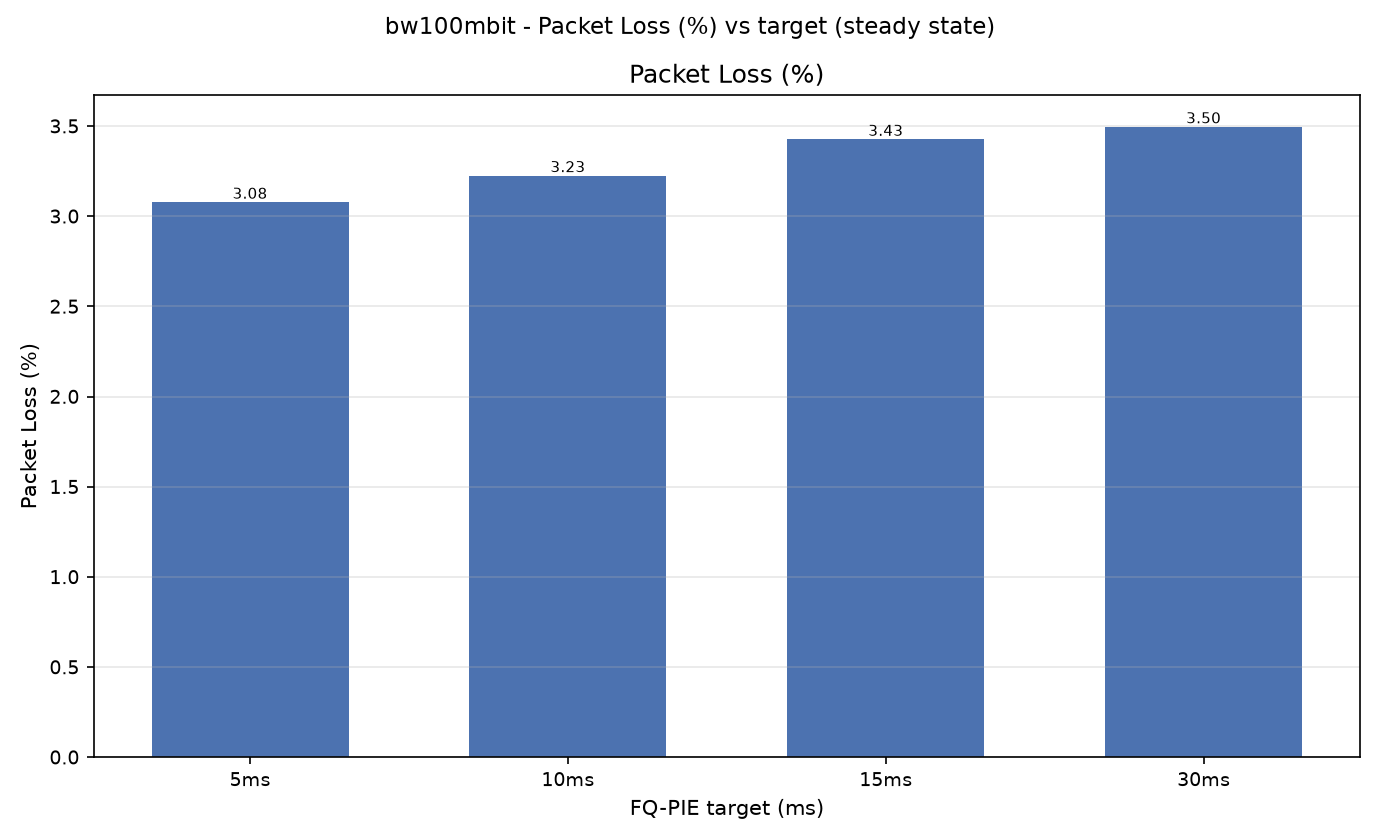 bw100mbit - Packet Loss (%) vs target (steady state)
Packet Loss (%)
3.5
3.0
2.5
2.0
1.5
1.0
0.5
0.0
Packet Loss (%)
3.08
3.23
3.43
3.50
5ms
10ms
15ms
30ms
FQ-PIE target (ms)